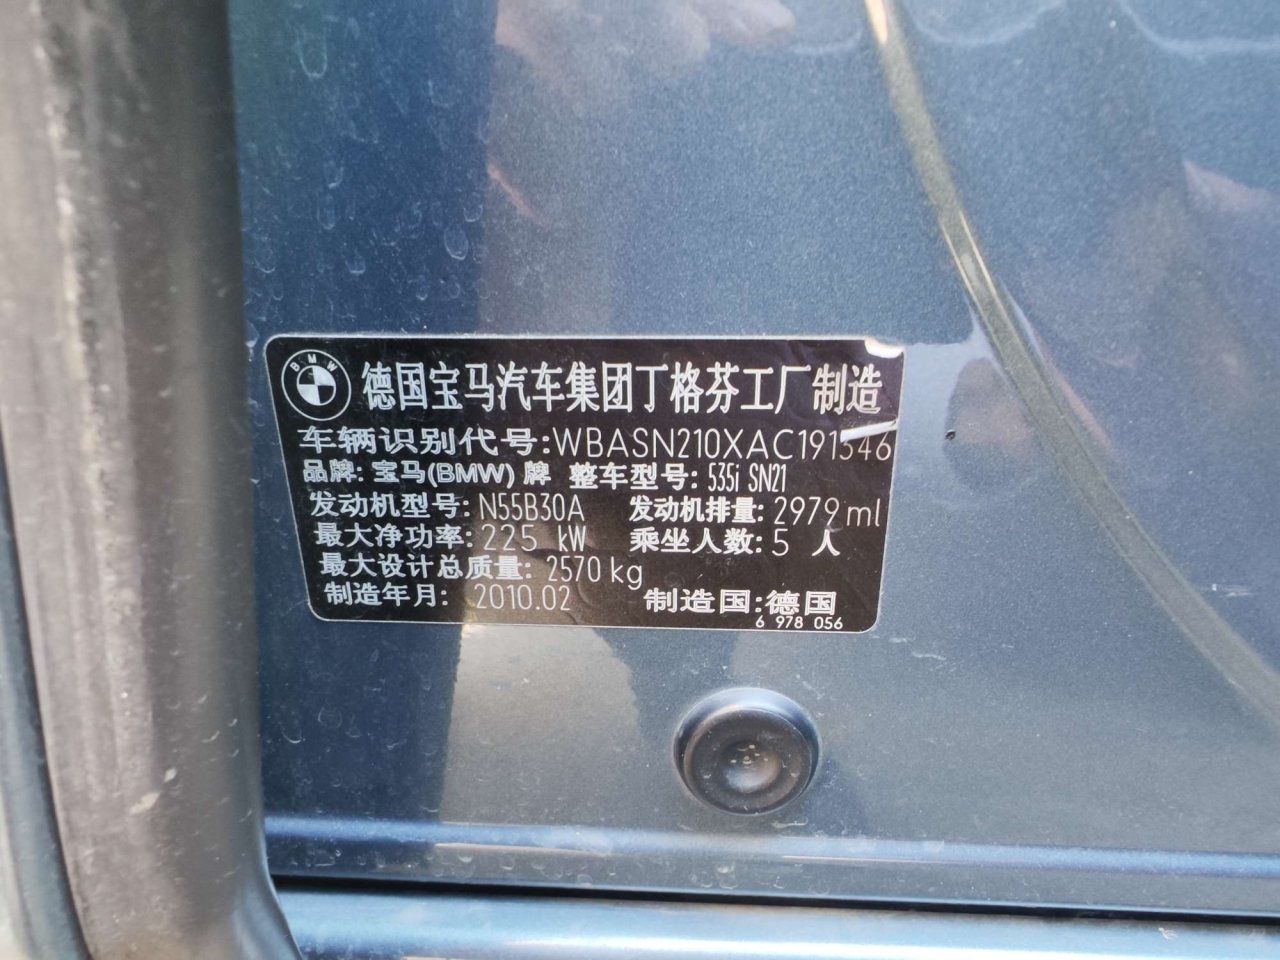 BMW
德国宝马汽车集团丁格芬工厂制造
车辆识别代号:WBASN210XAC191346
品牌: 宝马(BMW) 牌 整车型号: 535i SN21
发动机型号: N55B30A 发动机排量: 2979 ml
最大净功率: 225 kW 乘坐人数: 5 人
最大设计总质量: 2570 kg
制造年月: 2010.02 制造国:德国
6 978 056